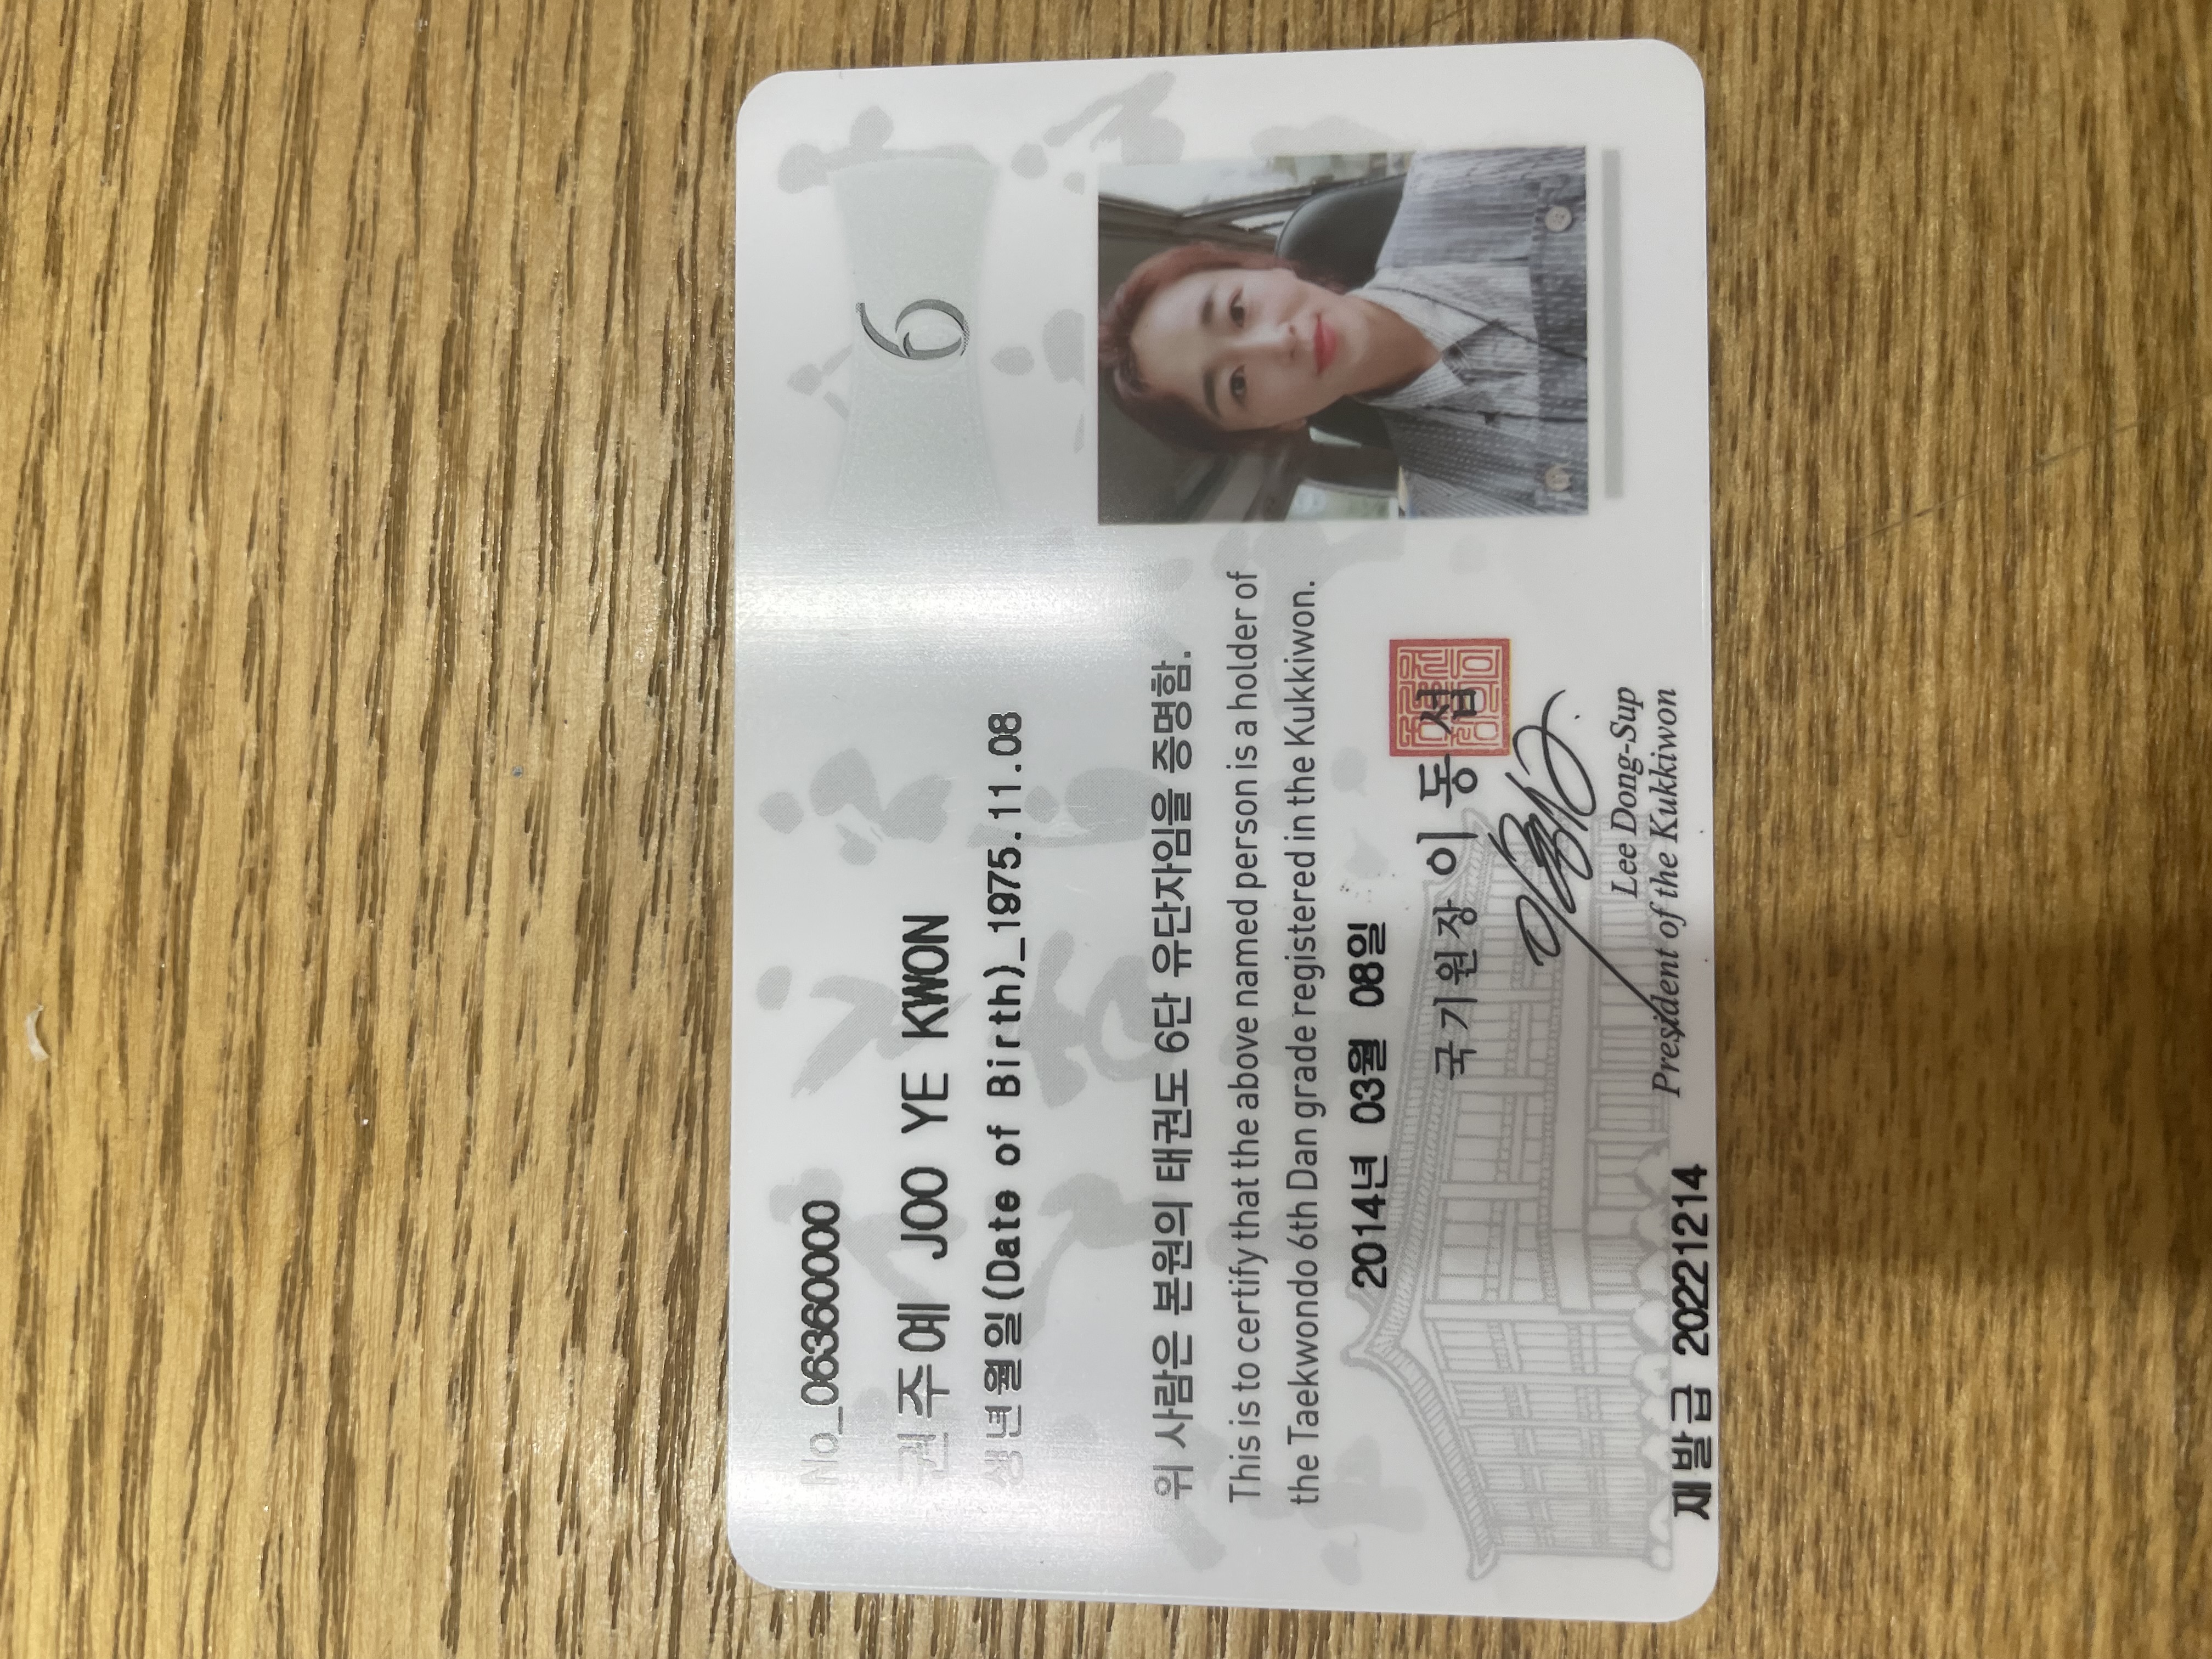 No_06360000
6
권주예 JOO YE KWON
생년월일(Date of Birth)_1975.11.08
위 사람은 본원의 태권도 6단 유단자임을 증명함.
This is to certify that the above named person is a holder of
the Taekwondo 6th Dan grade registered in the Kukkiwon.
2014년 03월 08일
국기원장 이동섭
Lee Dong-Sup
President of the Kukkiwon
재발급 20221214